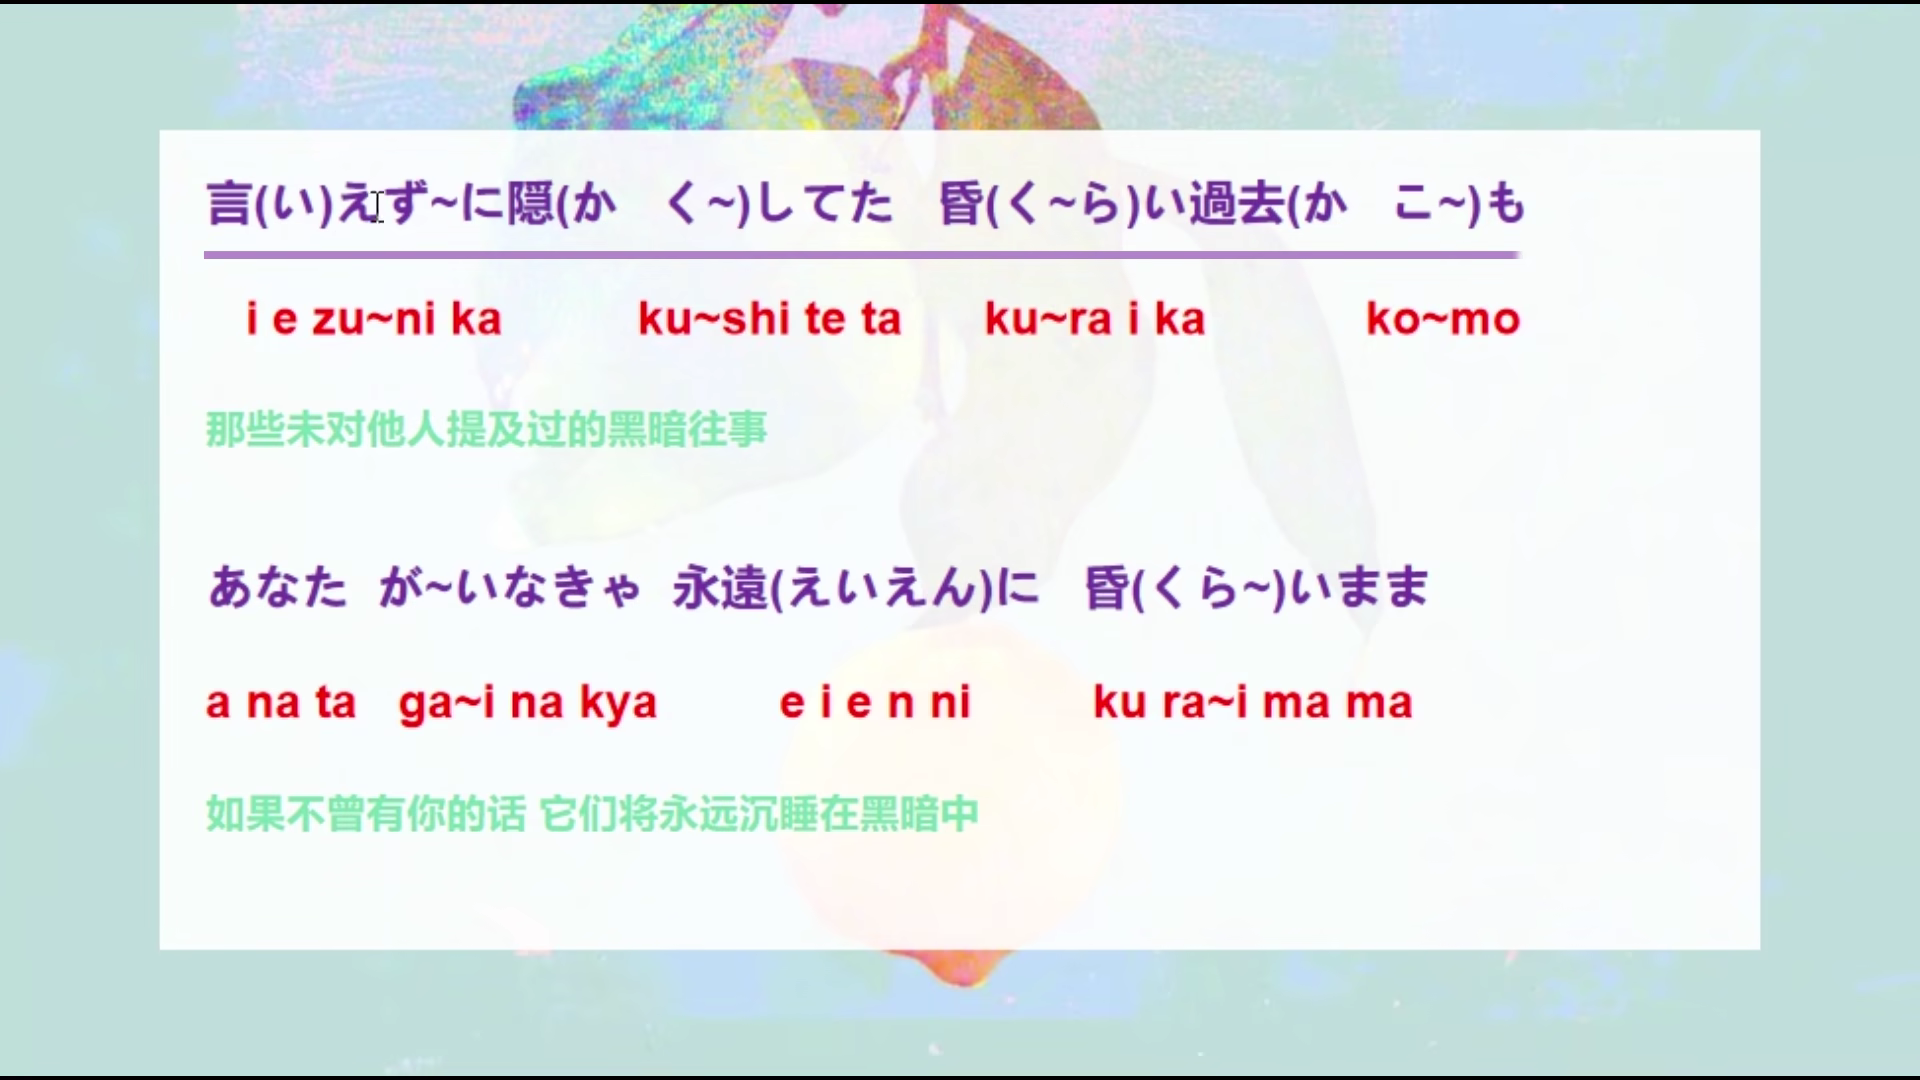 言(い)えず~に隠(か く~)してた 昏(く~ら)い過去(か こ~)も
i e zu~ni ka ku~shi te ta ku~ra i ka ko~mo
那些未对他人提及过的黑暗往事
あなた が~いなきゃ 永遠(えいえん)に 昏(くら~)いまま
a na ta ga~i na kya e i e n ni ku ra~i ma ma
如果不曾有你的话 它们将永远沉睡在黑暗中